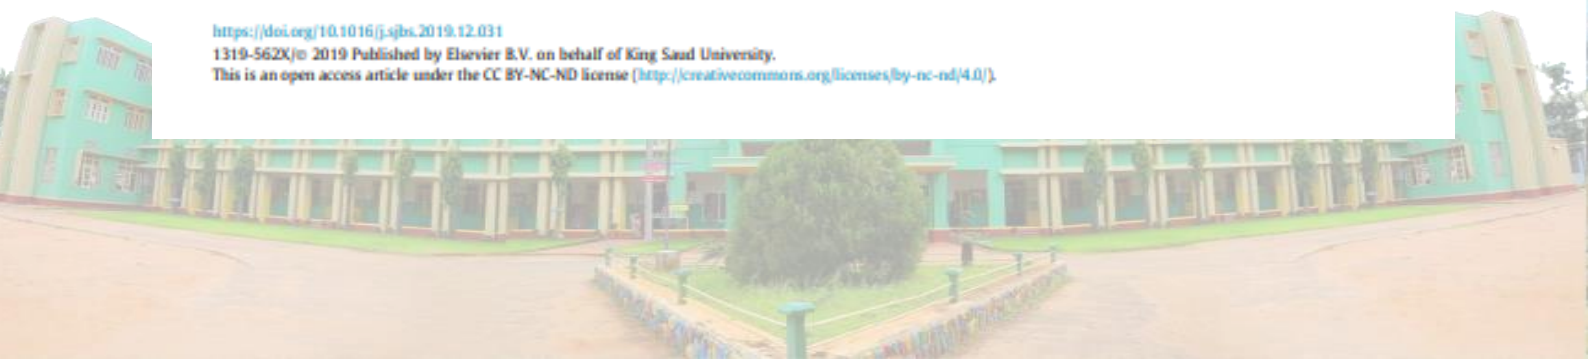 https://doi.org/10.1016/j.sjbs.2019.12.031
1319-562X/© 2019 Published by Elsevier B.V. on behalf of King Saud University.
This is an open access article under the CC BY-NC-ND license (http://creativecommons.org/licenses/by-nc-nd/4.0/).